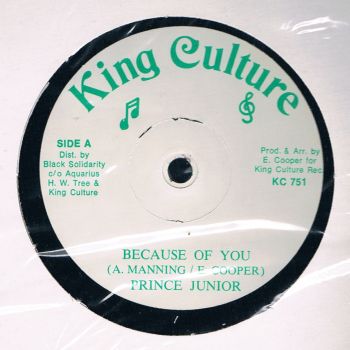 King Culture
SIDE A
Dist. by
Black Solidarity
c/o Aquarius
H. W. Tree &
King Culture
Prod. & Arr. by
E. Cooper for
King Culture Rec
KC 751
BECAUSE OF YOU
(A. MANNING / E. COOPER)
PRINCE JUNIOR